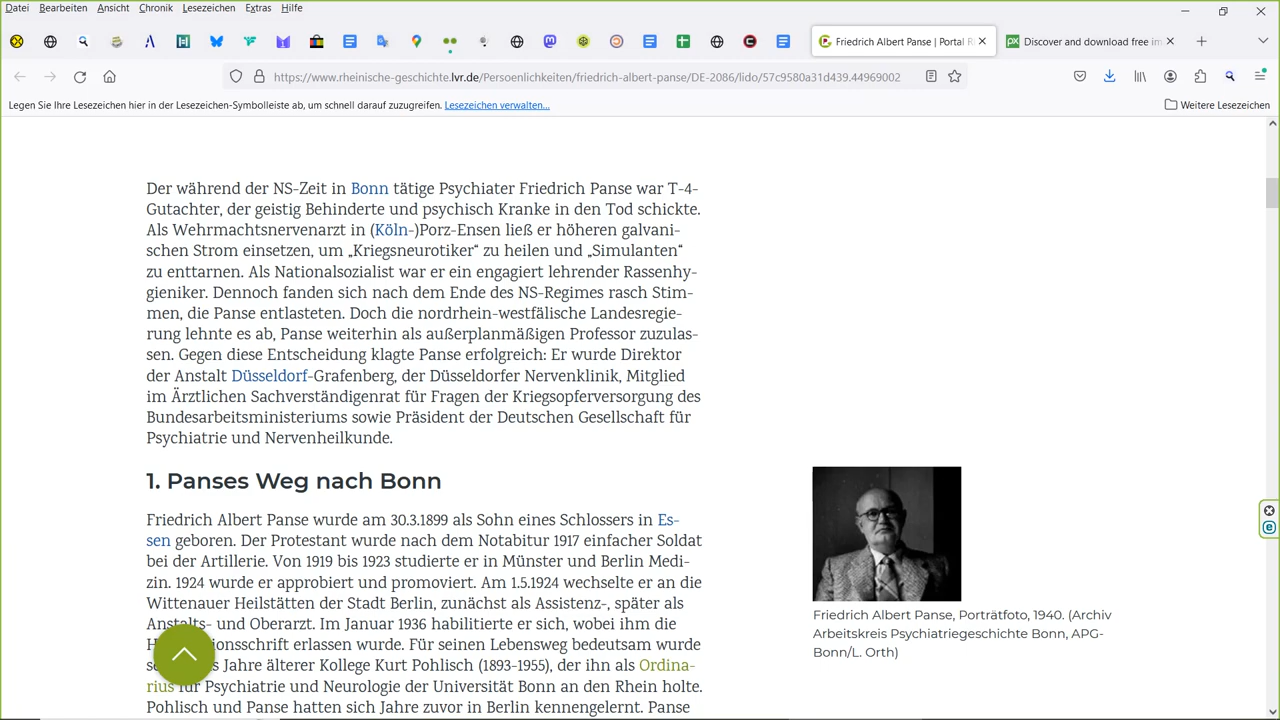 Datei Bearbeiten Ansicht Chronik Lesezeichen Extras Hilfe
Friedrich Albert Panse | Portal R
Discover and download free im
https://www.rheinische-geschichte.lvr.de/Persoenlichkeiten/friedrich-albert-panse/DE-2086/lido/57c9580a31d439.44969002
Legen Sie Ihre Lesezeichen hier in der Lesezeichen-Symbolleiste ab, um schnell darauf zuzugreifen. Lesezeichen verwalten...
Weitere Lesezeichen
Der während der NS-Zeit in Bonn tätige Psychiater Friedrich Panse war T-4-
Gutachter, der geistig Behinderte und psychisch Kranke in den Tod schickte.
Als Wehrmachtsnervenarzt in (Köln-)Porz-Ensen ließ er höheren galvani-
schen Strom einsetzen, um „Kriegsneurotiker“ zu heilen und „Simulanten“
zu enttarnen. Als Nationalsozialist war er ein engagiert lehrender Rassenhy-
gieniker. Dennoch fanden sich nach dem Ende des NS-Regimes rasch Stim-
men, die Panse entlasteten. Doch die nordrhein-westfälische Landesregie-
rung lehnte es ab, Panse weiterhin als außerplanmäßigen Professor zuzulas-
sen. Gegen diese Entscheidung klagte Panse erfolgreich: Er wurde Direktor
der Anstalt Düsseldorf-Grafenberg, der Düsseldorfer Nervenklinik, Mitglied
im Ärztlichen Sachverständigenrat für Fragen der Kriegsopferversorgung des
Bundesarbeitsministeriums sowie Präsident der Deutschen Gesellschaft für
Psychiatrie und Nervenheilkunde.
1. Panses Weg nach Bonn
Friedrich Albert Panse wurde am 30.3.1899 als Sohn eines Schlossers in Es-
sen geboren. Der Protestant wurde nach dem Notabitur 1917 einfacher Soldat
bei der Artillerie. Von 1919 bis 1923 studierte er in Münster und Berlin Medi-
zin. 1924 wurde er approbiert und promoviert. Am 1.5.1924 wechselte er an die
Wittenauer Heilstätten der Stadt Berlin, zunächst als Assistenz-, später als
Anstalts- und Oberarzt. Im Januar 1936 habilitierte er sich, wobei ihm die
H ionsschrift erlassen wurde. Für seinen Lebensweg bedeutsam wurde
s Jahre älterer Kollege Kurt Pohlisch (1893-1955), der ihn als Ordina-
rius für Psychiatrie und Neurologie der Universität Bonn an den Rhein holte.
Pohlisch und Panse hatten sich Jahre zuvor in Berlin kennengelernt. Panse
Friedrich Albert Panse, Porträtfoto, 1940. (Archiv
Arbeitskreis Psychiatriegeschichte Bonn, APG-
Bonn/L. Orth)